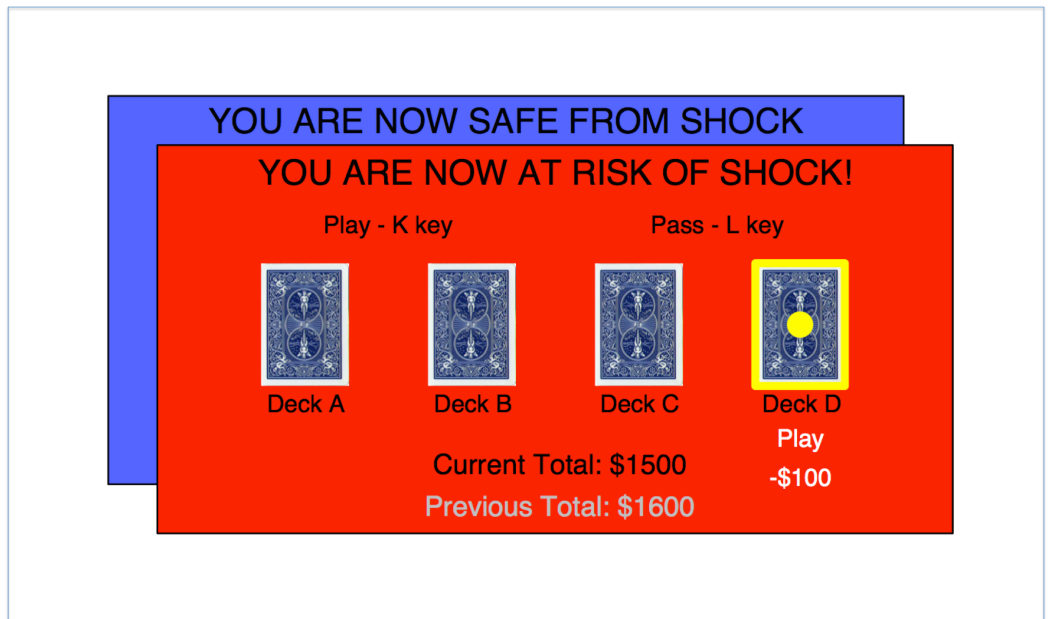 YOU ARE NOW SAFE FROM SHOCK
YOU ARE NOW AT RISK OF SHOCK!
Play - K key Pass - L key
Deck A Deck B Deck C Deck D
Play
Current Total: $1500
-$100
Previous Total: $1600